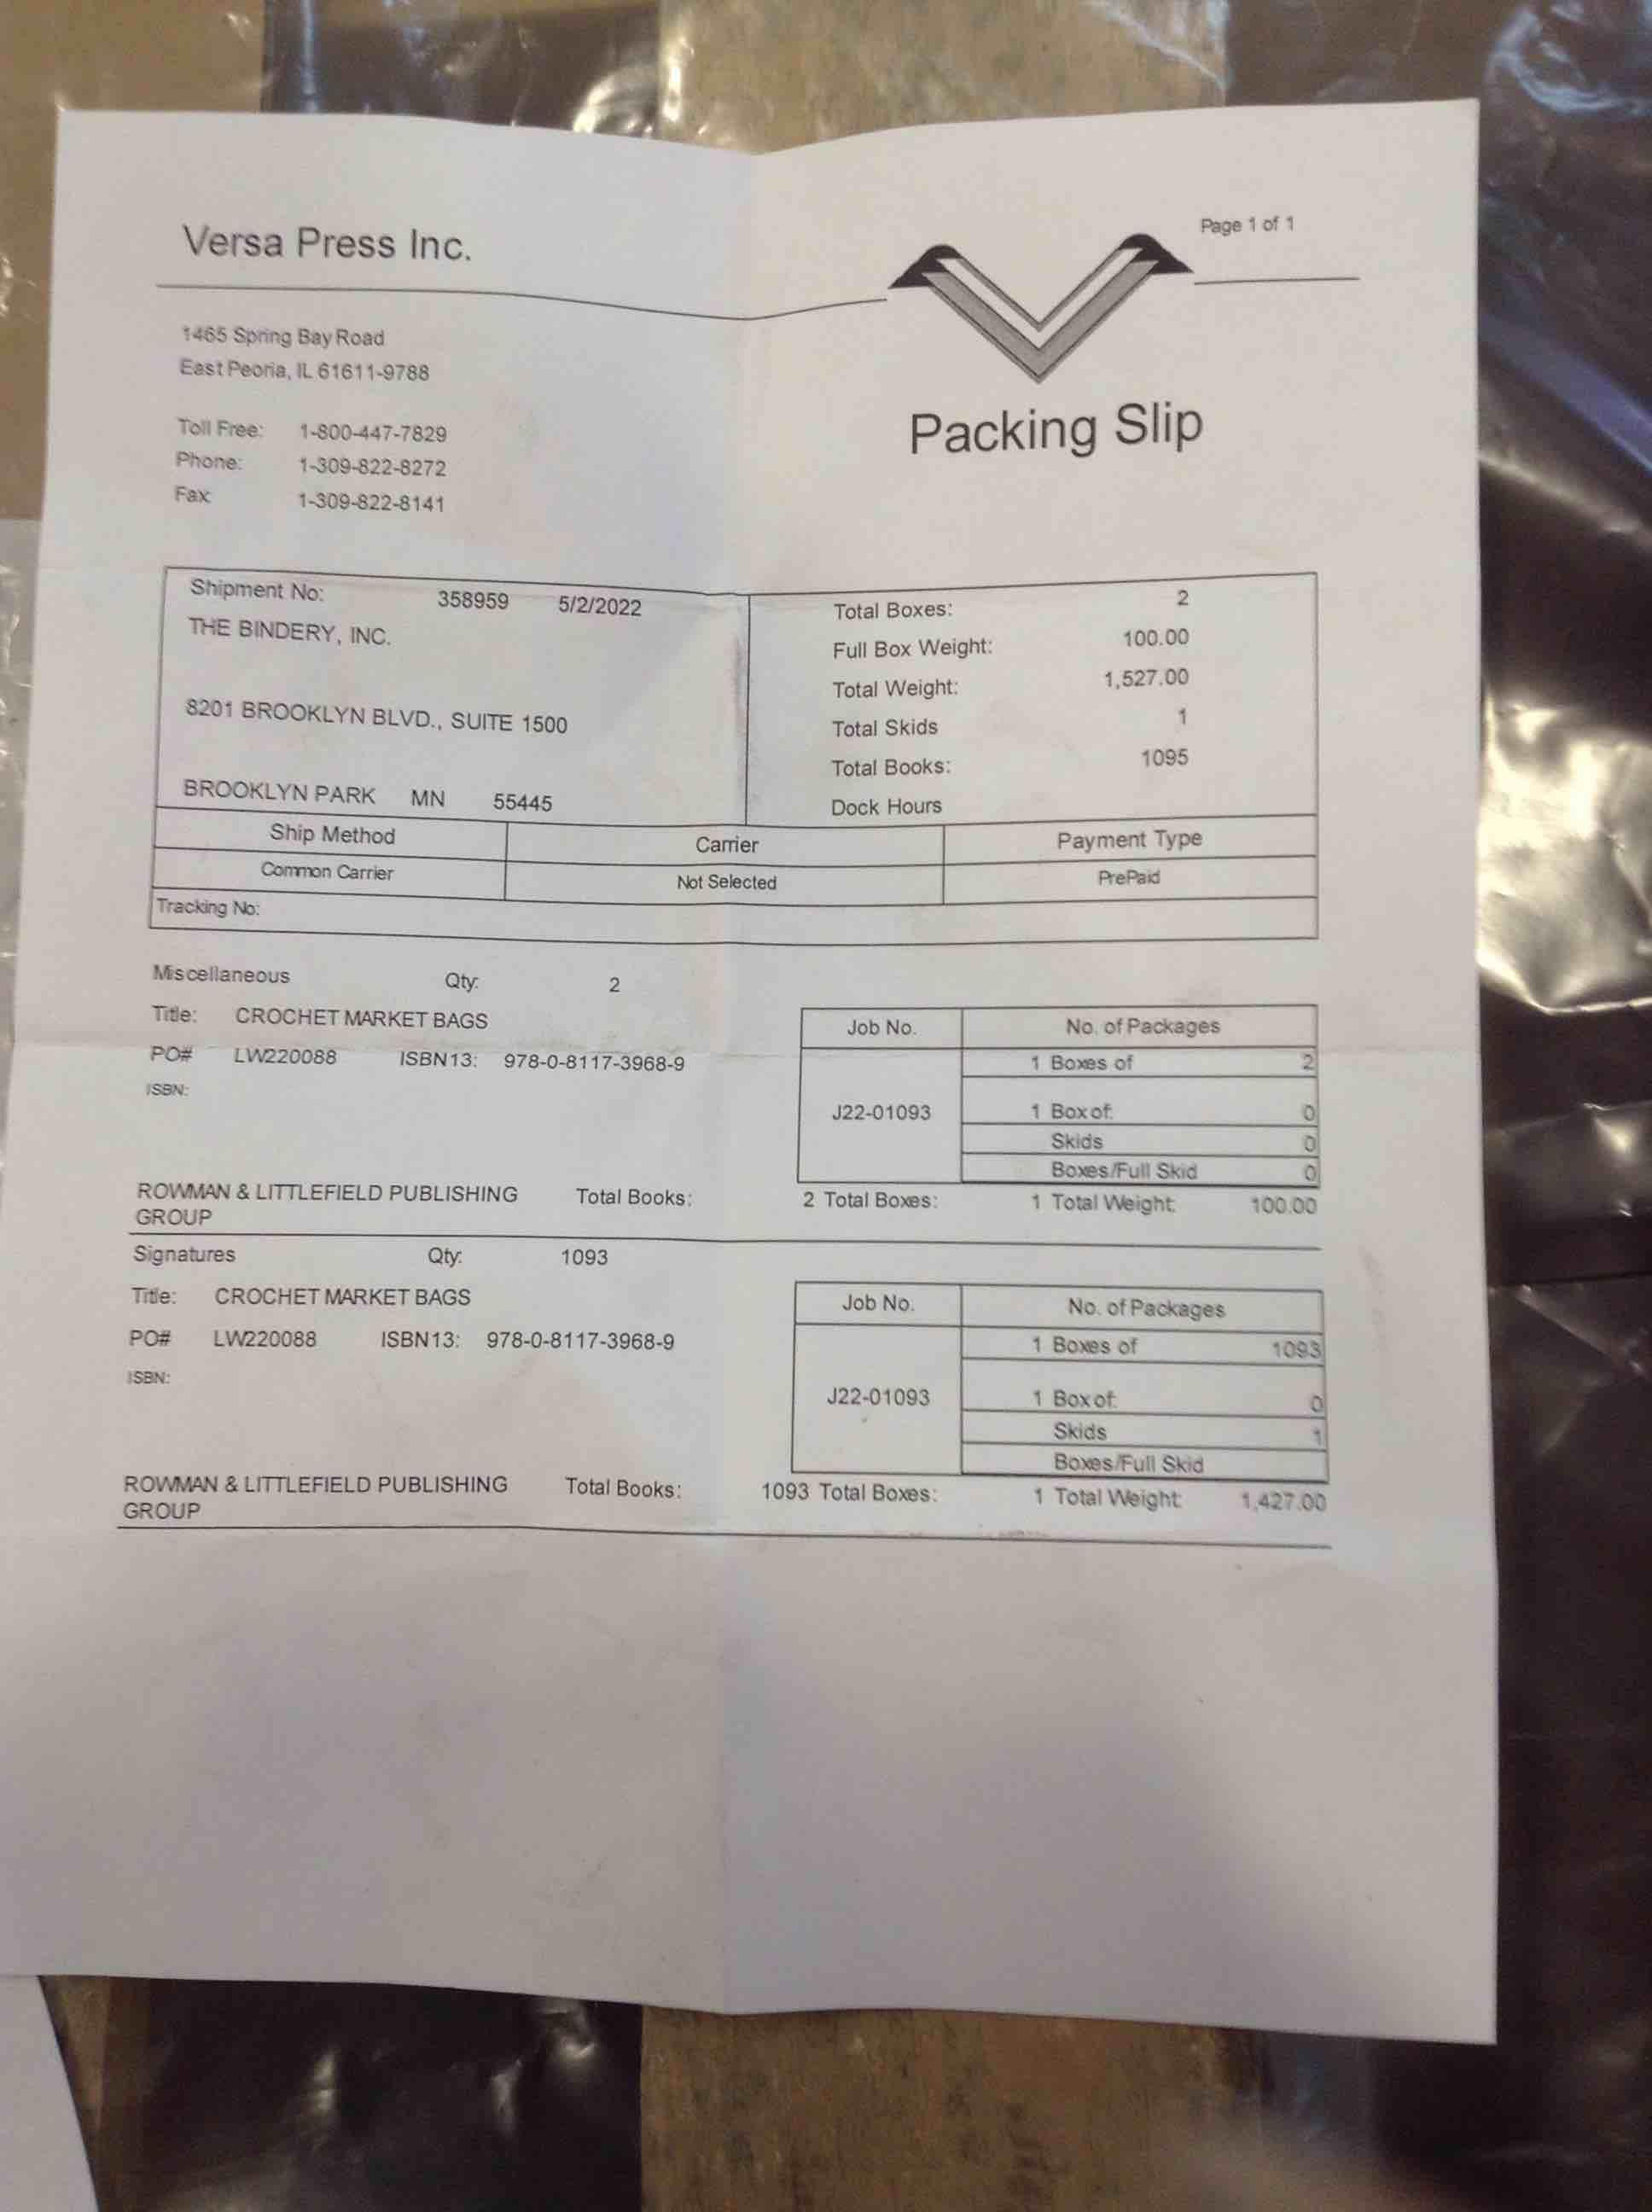 Page 1 of 1
Versa Press Inc.
1465 Spring Bay Road
East Peoria, IL 61611-9788
Toll Free: 1-800-447-7829
Phone: 1-309-822-8272
Fax: 1-309-822-8141
Packing Slip
Shipment No: 358959 5/2/2022
THE BINDERY, INC.
8201 BROOKLYN BLVD., SUITE 1500
BROOKLYN PARK MN 55445
Total Boxes: 2
Full Box Weight: 100.00
Total Weight: 1,527.00
Total Skids 1
Total Books: 1095
Dock Hours
Ship Method Carrier Payment Type
Common Carrier Not Selected PrePaid
Tracking No:
Miscellaneous Qty: 2
Title: CROCHET MARKET BAGS
PO# LW220088 ISBN13: 978-0-8117-3968-9
ISBN:
Job No. No. of Packages
1 Boxes of 2
J22-01093 1 Box of: 0
Skids 0
Boxes/Full Skid 0
ROWMAN & LITTLEFIELD PUBLISHING Total Books: 2 Total Boxes: 1 Total Weight: 100.00
GROUP
Signatures Qty: 1093
Title: CROCHET MARKET BAGS
PO# LW220088 ISBN13: 978-0-8117-3968-9
ISBN:
Job No. No. of Packages
1 Boxes of 1093
J22-01093 1 Box of: 0
Skids 1
Boxes/Full Skid
ROWMAN & LITTLEFIELD PUBLISHING Total Books: 1093 Total Boxes: 1 Total Weight: 1,427.00
GROUP